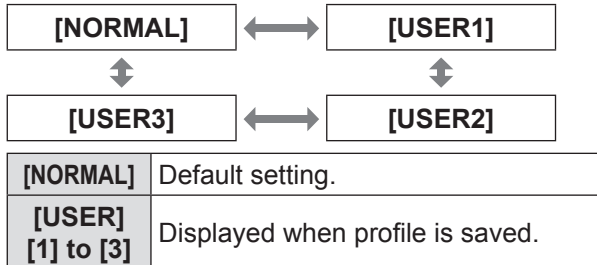 [NORMAL] [USER1]
[USER3] [USER2]
[NORMAL] Default setting.
[USER]
[1] to [3] Displayed when profile is saved.